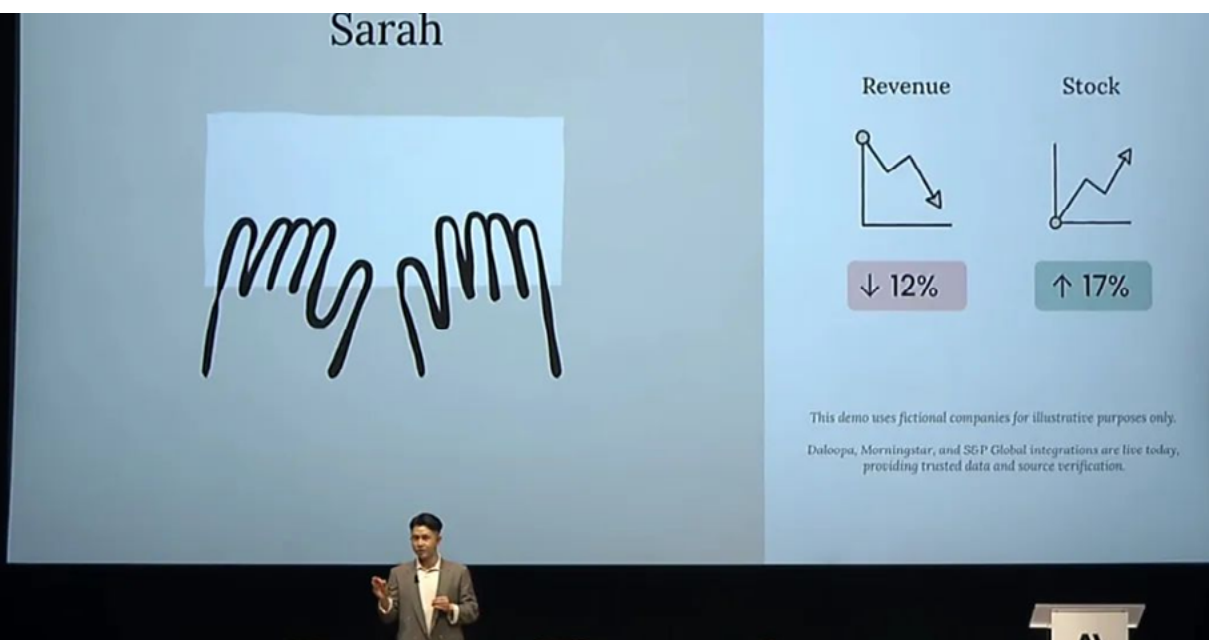 Sarah
Revenue
Stock
↓ 12%
↑ 17%
This demo uses fictional companies for illustrative purposes only.
Daloopa, Morningstar, and S&P Global integrations are live today,
providing trusted data and source verification.